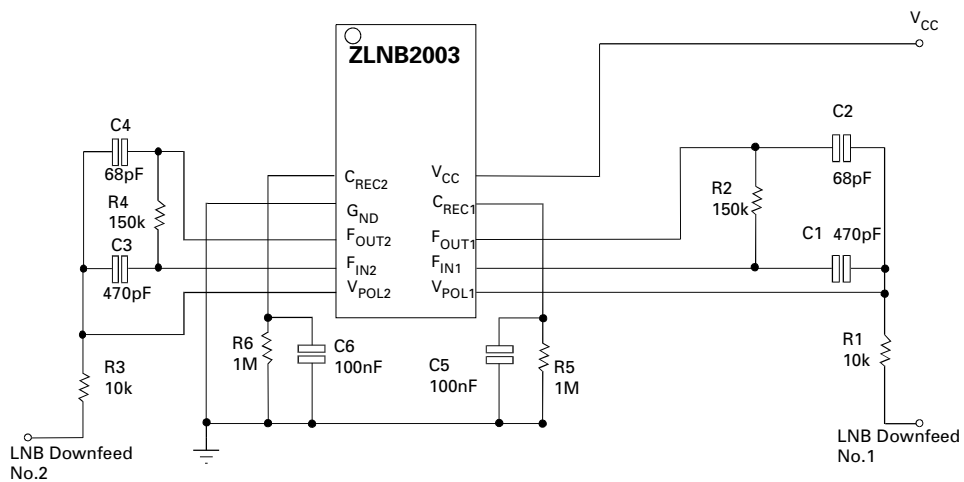 ZLNB2003
V_CC
C4
68pF
R4
150k
C3
470pF
C_REC2
G_ND
F_OUT2
F_IN2
V_POL2
V_CC
C_REC1
F_OUT1
F_IN1
V_POL1
C2
68pF
R2
150k
C1 470pF
R3
10k
R6
1M
C6
100nF
C5
100nF
R5
1M
R1
10k
LNB Downfeed
No.2
LNB Downfeed
No.1